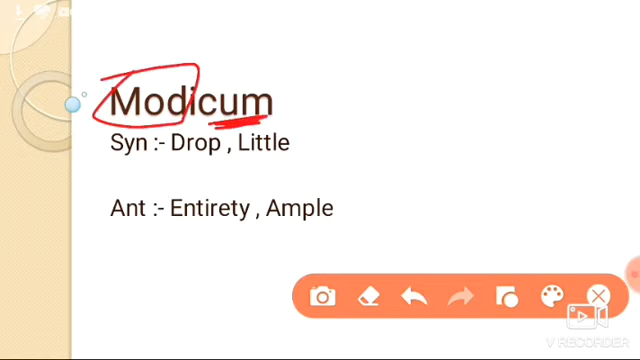 Modicum
Syn :- Drop , Little
Ant :- Entirety , Ample
V RECORDER